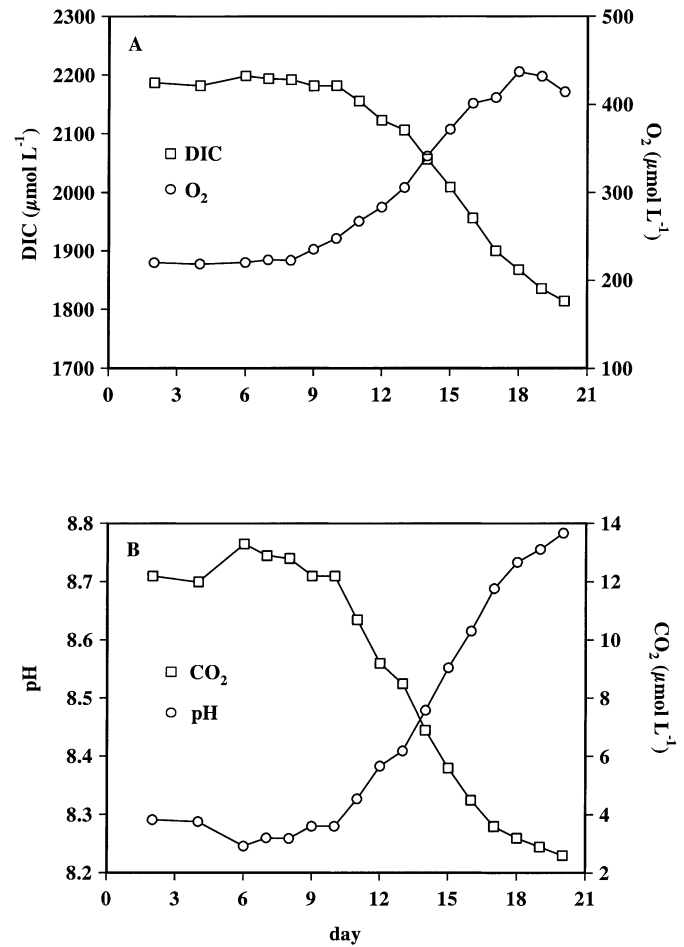 2300
2200
2100
2000
1900
1800
1700
DIC (µmol L⁻¹)
A
DIC
O₂
500
400
300
200
100
O₂ (µmol L⁻¹)
0 3 6 9 12 15 18 21
8.8
8.7
8.6
8.5
8.4
8.3
8.2
pH
B
CO₂
pH
14
12
10
8
6
4
2
CO₂ (µmol L⁻¹)
0 3 6 9 12 15 18 21
day